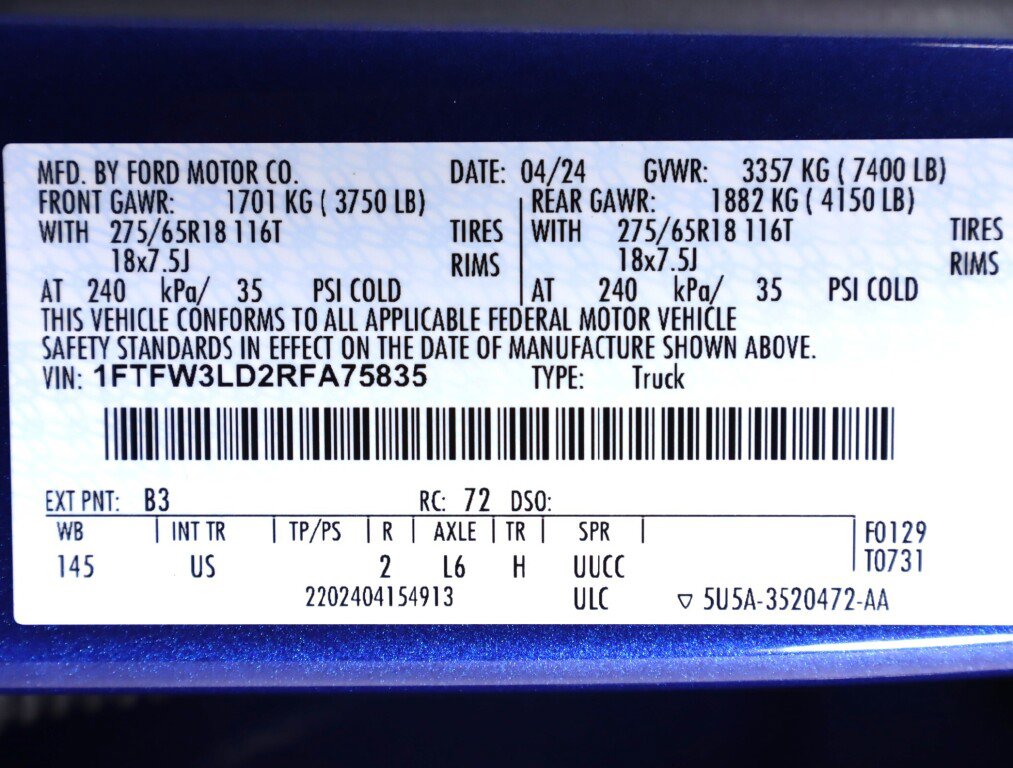 MFD. BY FORD MOTOR CO. DATE: 04/24 GVWR: 3357 KG ( 7400 LB)
FRONT GAWR: 1701 KG ( 3750 LB) REAR GAWR: 1882 KG ( 4150 LB)
WITH 275/65R18 116T TIRES WITH 275/65R18 116T TIRES
18x7.5J RIMS 18x7.5J RIMS
AT 240 kPa/ 35 PSI COLD AT 240 kPa/ 35 PSI COLD
THIS VEHICLE CONFORMS TO ALL APPLICABLE FEDERAL MOTOR VEHICLE
SAFETY STANDARDS IN EFFECT ON THE DATE OF MANUFACTURE SHOWN ABOVE.
VIN: 1FTFW3LD2RFA75835 TYPE: Truck
EXT PNT: B3 RC: 72 DSO:
WB INT TR TP/PS R AXLE TR SPR F0129
145 US 2 L6 H UUCC T0731
2202404154913 ULC ▽ 5U5A-3520472-AA